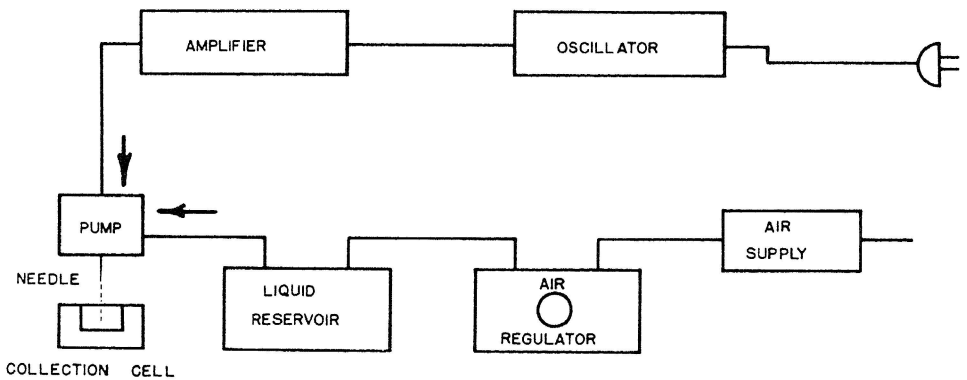 AMPLIFIER
OSCILLATOR
PUMP
AIR
SUPPLY
NEEDLE
LIQUID
RESERVOIR
AIR
REGULATOR
COLLECTION CELL